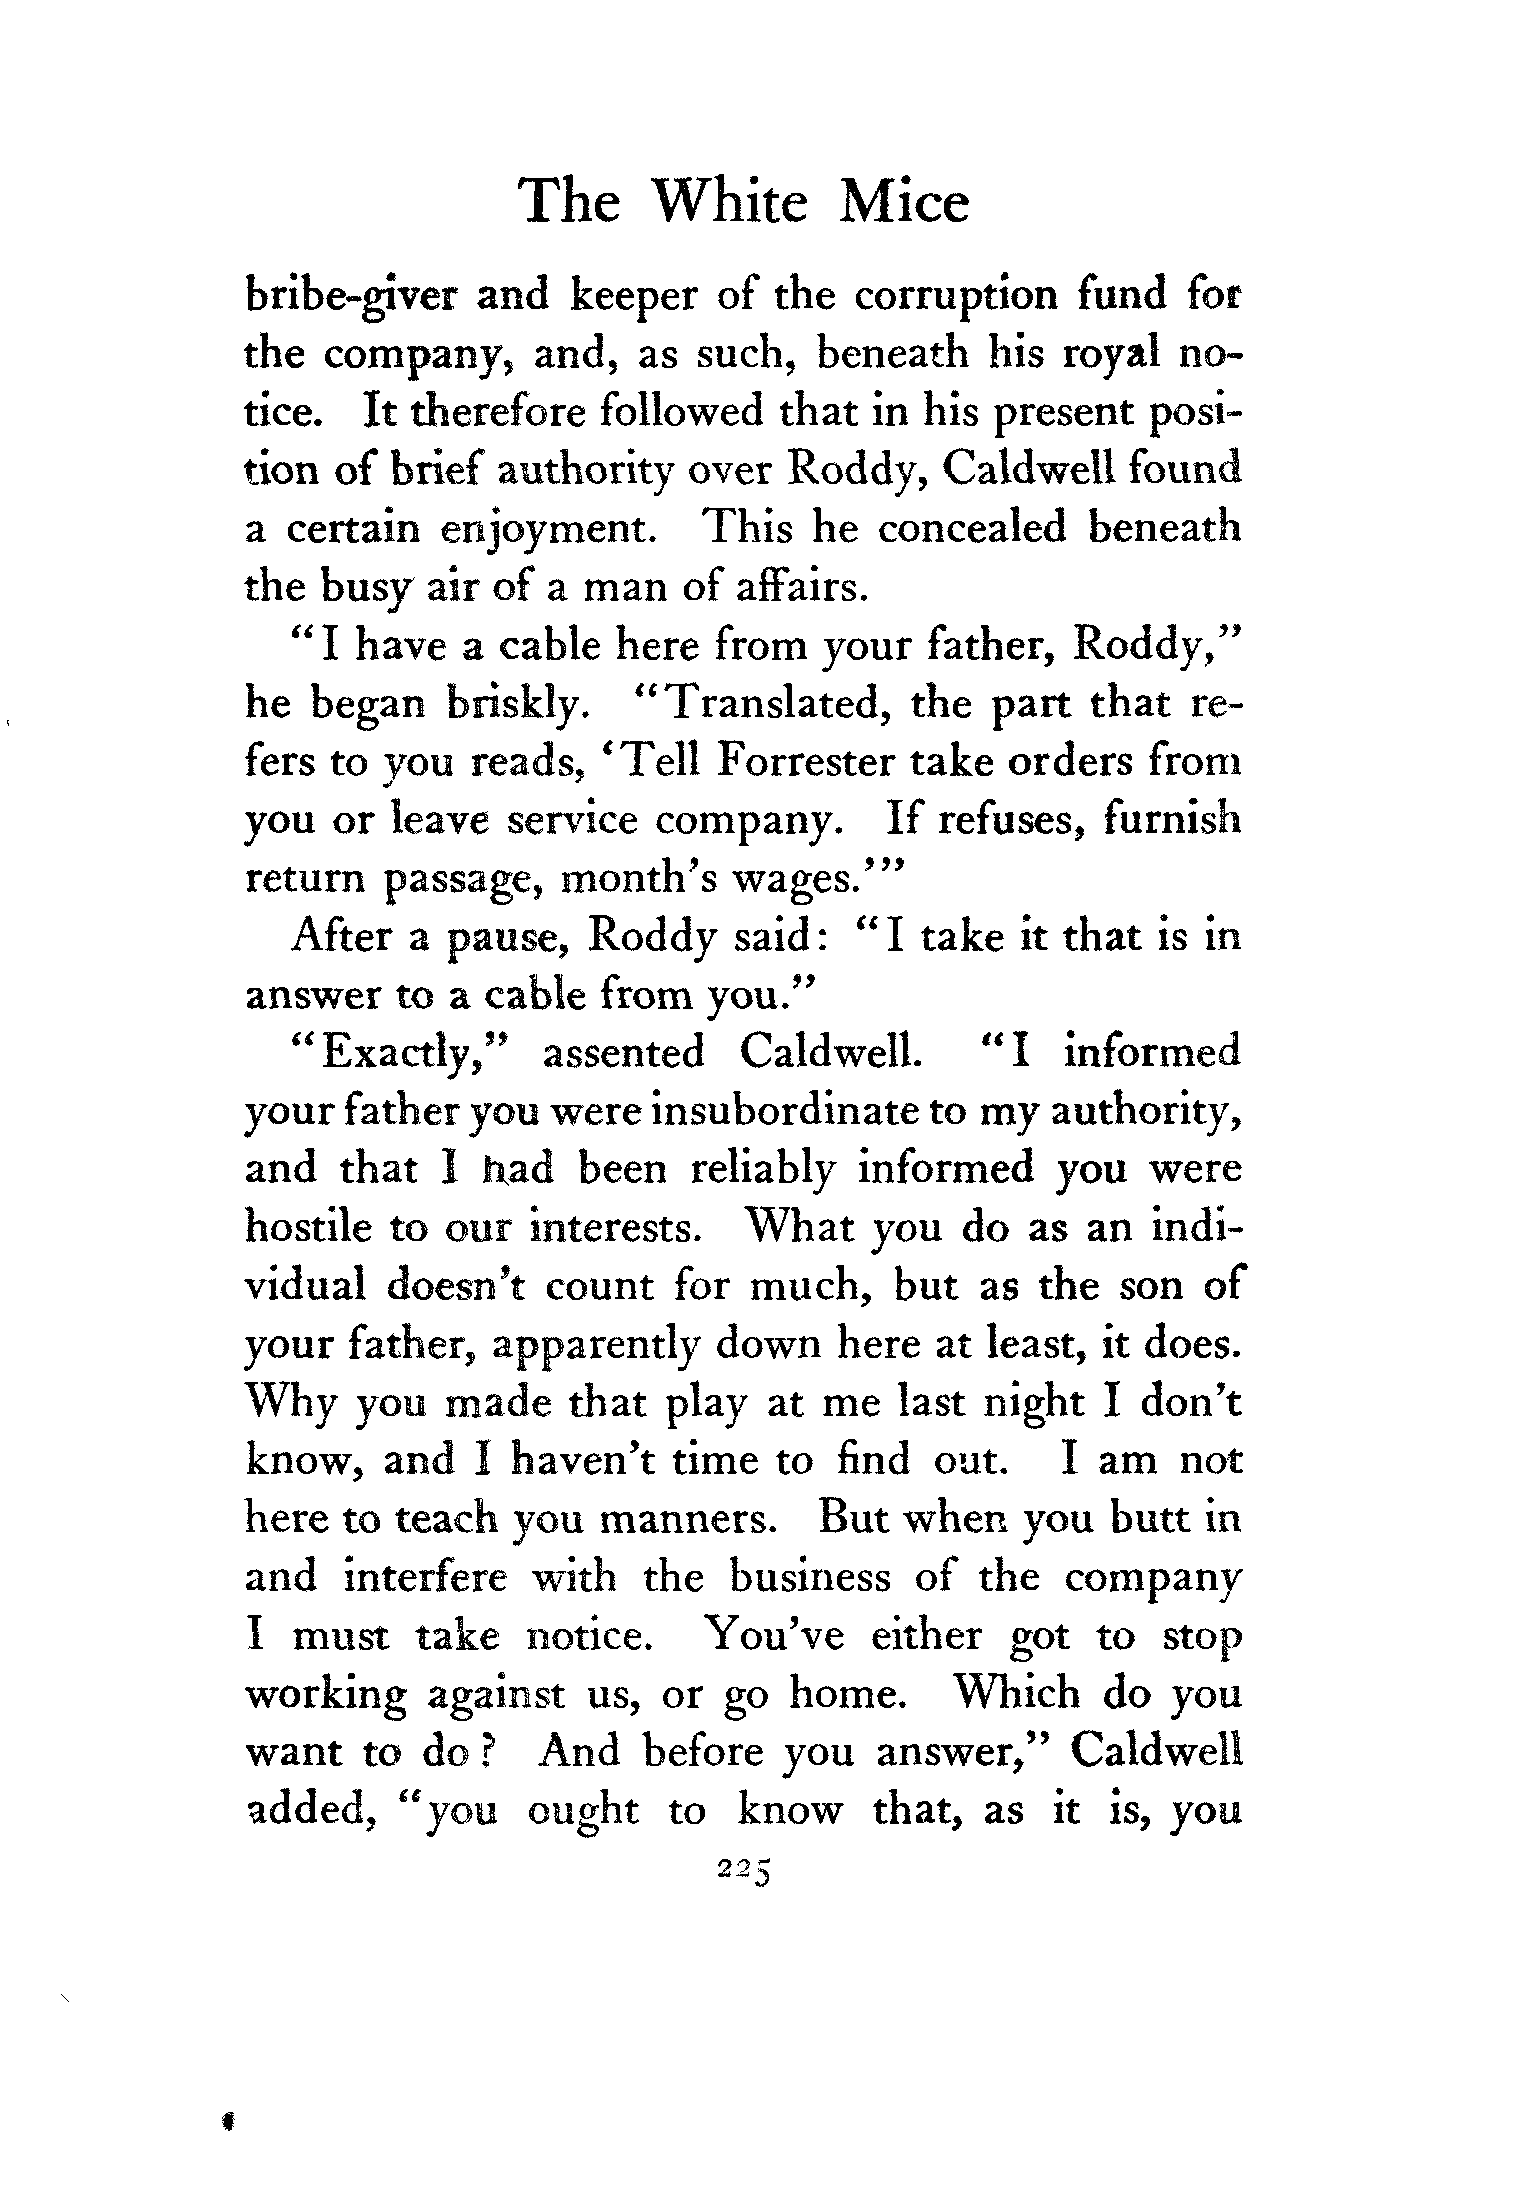 The White Mice
bribe-giver and keeper of the corruption fund for
the company, and, as such, beneath his royal no-
tice. It therefore followed that in his present posi-
tion of brief authority over Roddy, Caldwell found
a certain enjoyment. This he concealed beneath
the busy air of a man of affairs.
“I have a cable here from your father, Roddy,”
he began briskly. “Translated, the part that re-
fers to you reads, ‘Tell Forrester take orders from
you or leave service company. If refuses, furnish
return passage, month’s wages.’”
After a pause, Roddy said: “I take it that is in
answer to a cable from you.”
“Exactly,” assented Caldwell. “I informed
your father you were insubordinate to my authority,
and that I had been reliably informed you were
hostile to our interests. What you do as an indi-
vidual doesn’t count for much, but as the son of
your father, apparently down here at least, it does.
Why you made that play at me last night I don’t
know, and I haven’t time to find out. I am not
here to teach you manners. But when you butt in
and interfere with the business of the company
I must take notice. You’ve either got to stop
working against us, or go home. Which do you
want to do? And before you answer,” Caldwell
added, “you ought to know that, as it is, you
225